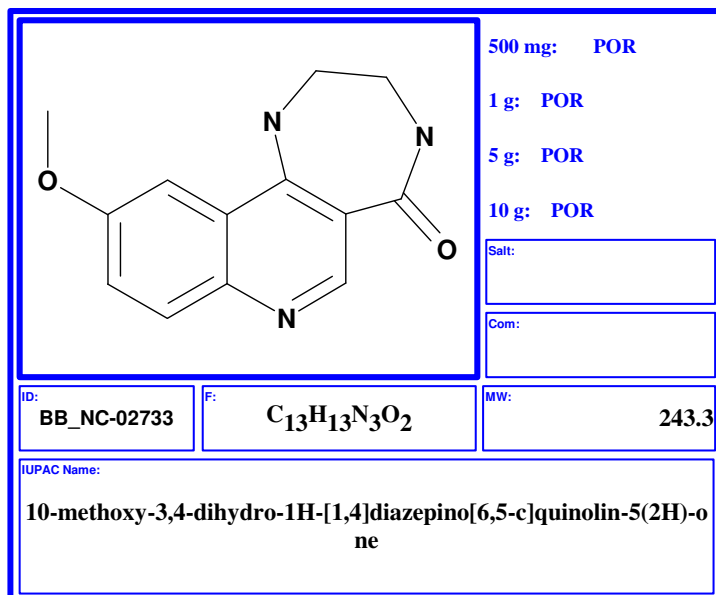 500 mg: POR
1 g: POR
5 g: POR
10 g: POR
N
N
O
O
N
Salt:
Com:
ID:
BB_NC-02733
F:
C13H13N3O2
MW:
243.3
IUPAC Name:
10-methoxy-3,4-dihydro-1H-[1,4]diazepino[6,5-c]quinolin-5(2H)-o
ne